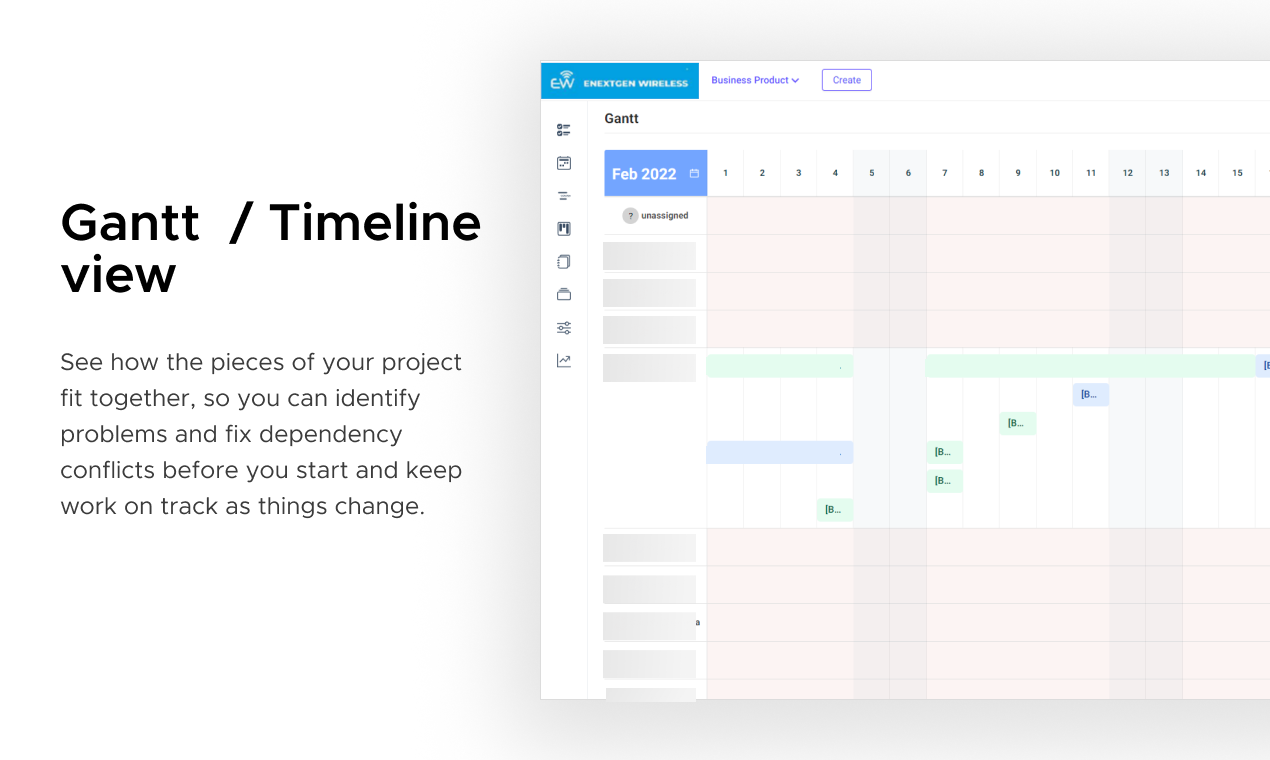 Gantt / Timeline
view
See how the pieces of your project
fit together, so you can identify
problems and fix dependency
conflicts before you start and keep
work on track as things change.
EW ENEXTGEN WIRELESS
Business Product
Create
Gantt
Feb 2022 1 2 3 4 5 6 7 8 9 10 11 12 13 14 15
? unassigned
[B
[B...
[B...
[B...
[B...
[B...
a